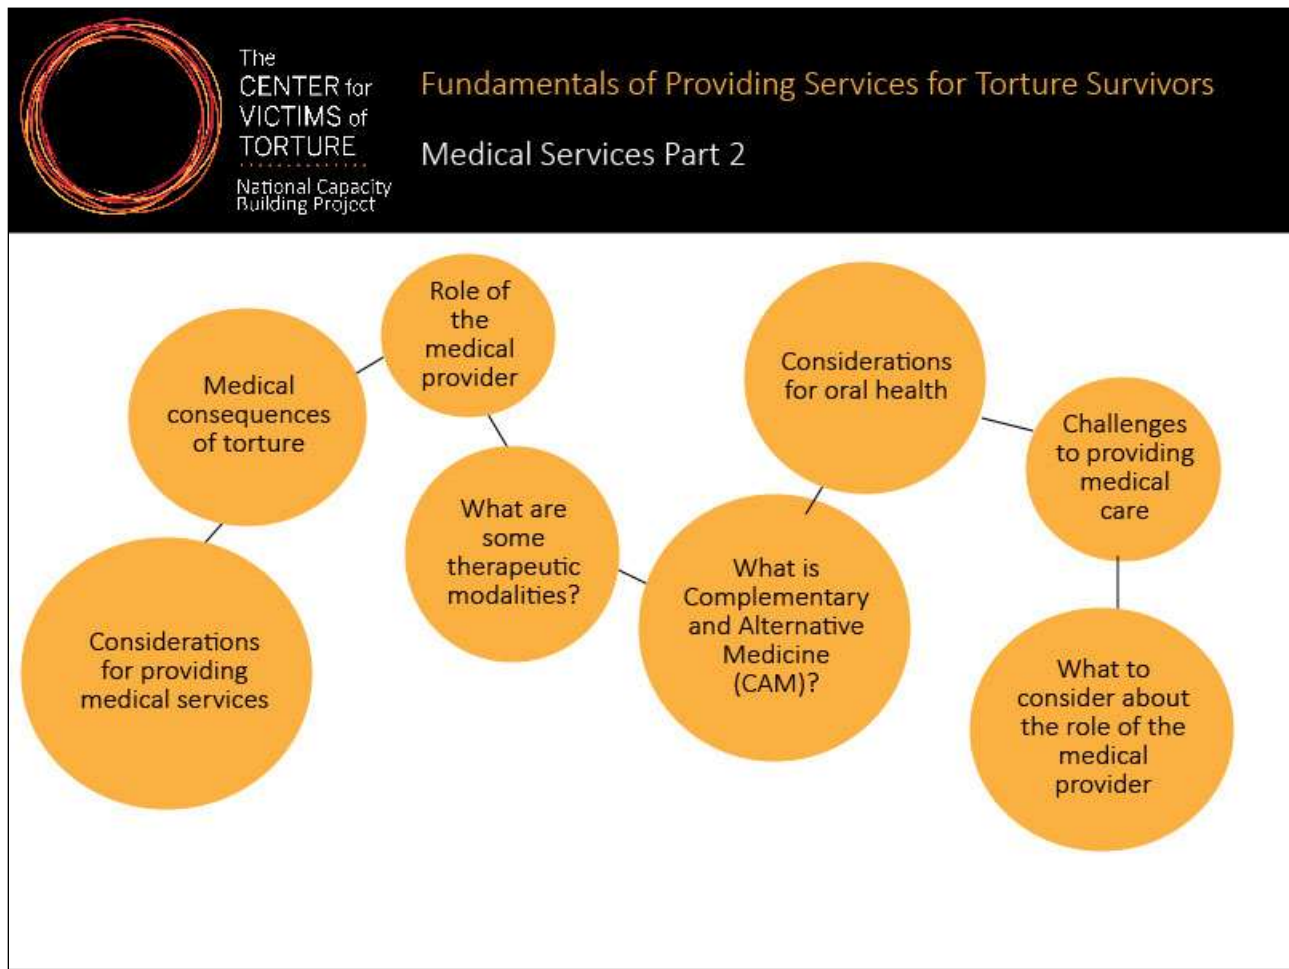 The
CENTER for
VICTIMS of
TORTURE
National Capacity
Building Project
Fundamentals of Providing Services for Torture Survivors
Medical Services Part 2
Considerations
for providing
medical services
Medical
consequences
of torture
Role of
the
medical
provider
What are
some
therapeutic
modalities?
What is
Complementary
and Alternative
Medicine
(CAM)?
Considerations
for oral health
Challenges
to providing
medical
care
What to
consider about
the role of the
medical
provider